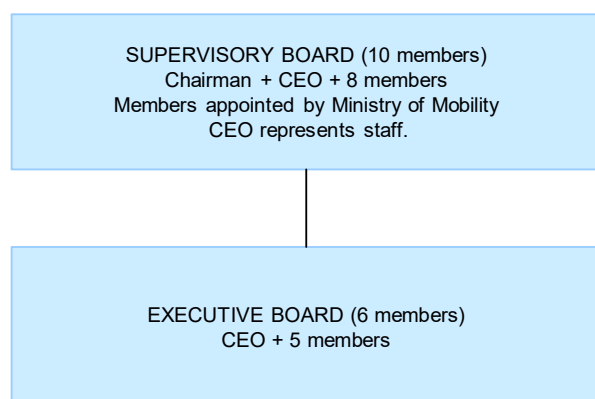 SUPERVISORY BOARD (10 members)
Chairman + CEO + 8 members
Members appointed by Ministry of Mobility
CEO represents staff.
EXECUTIVE BOARD (6 members)
CEO + 5 members